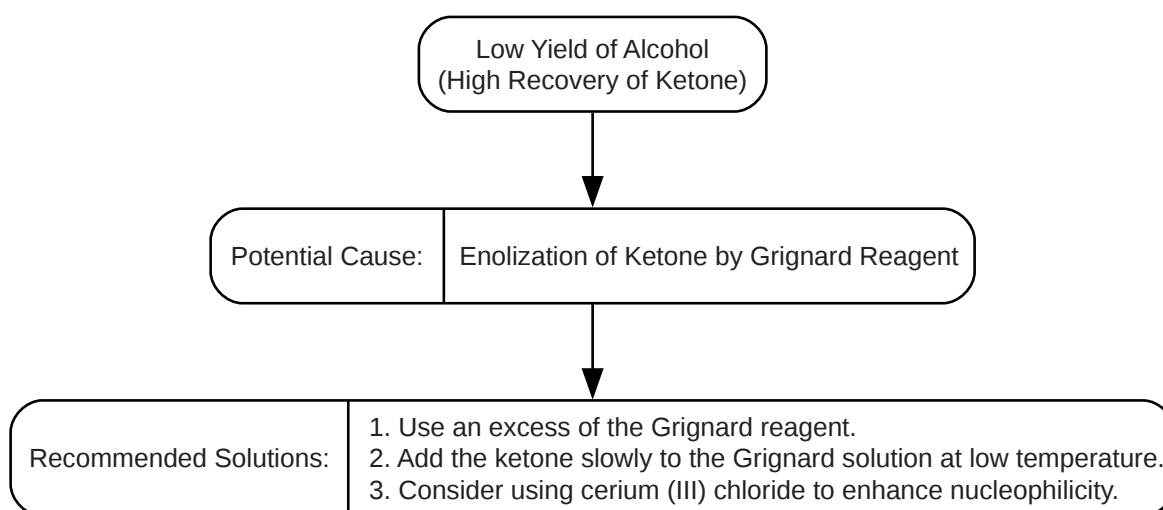 Low Yield of Alcohol
(High Recovery of Ketone)
Potential Cause:
Enolization of Ketone by Grignard Reagent
Recommended Solutions:
1. Use an excess of the Grignard reagent.
2. Add the ketone slowly to the Grignard solution at low temperature.
3. Consider using cerium (III) chloride to enhance nucleophilicity.